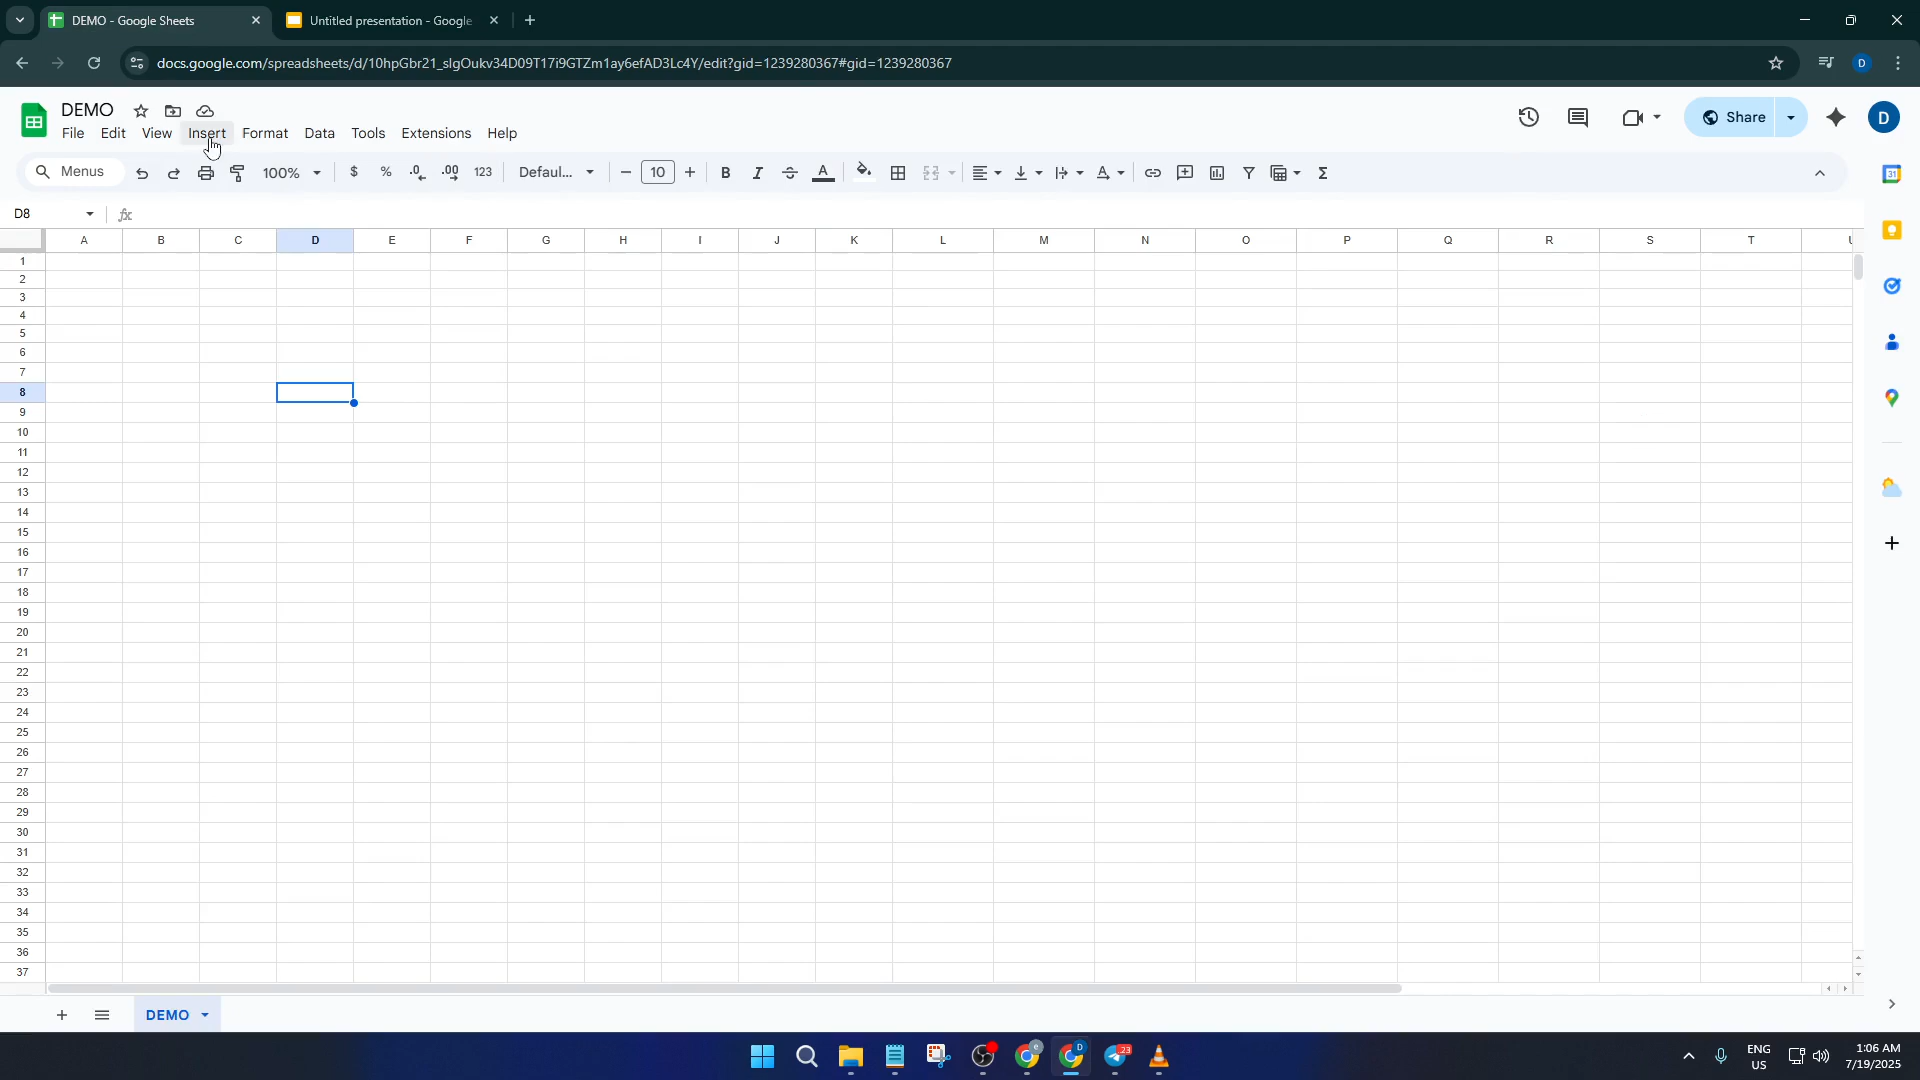 DEMO - Google Sheets
Untitled presentation - Google
docs.google.com/spreadsheets/d/10hpGbr21_slgOukv34D09T17i9GTZm1ay6efAD3Lc4Y/edit?gid=1239280367#gid=1239280367
D
DEMO
Share
D
File Edit View Insert Format Data Tools Extensions Help
Menus 100% $ % .0 .00 123 Defaul... 10 B I A Σ
31
D8 fx
A B C D E F G H I J K L M N O P Q R S T
1
2
3
4
5
6
7
8
9
10
11
12
13
14
15
16
17
18
19
20
21
22
23
24
25
26
27
28
29
30
31
32
33
34
35
36
37
DEMO
e
D
23
ENG
US
1:06 AM
7/19/2025